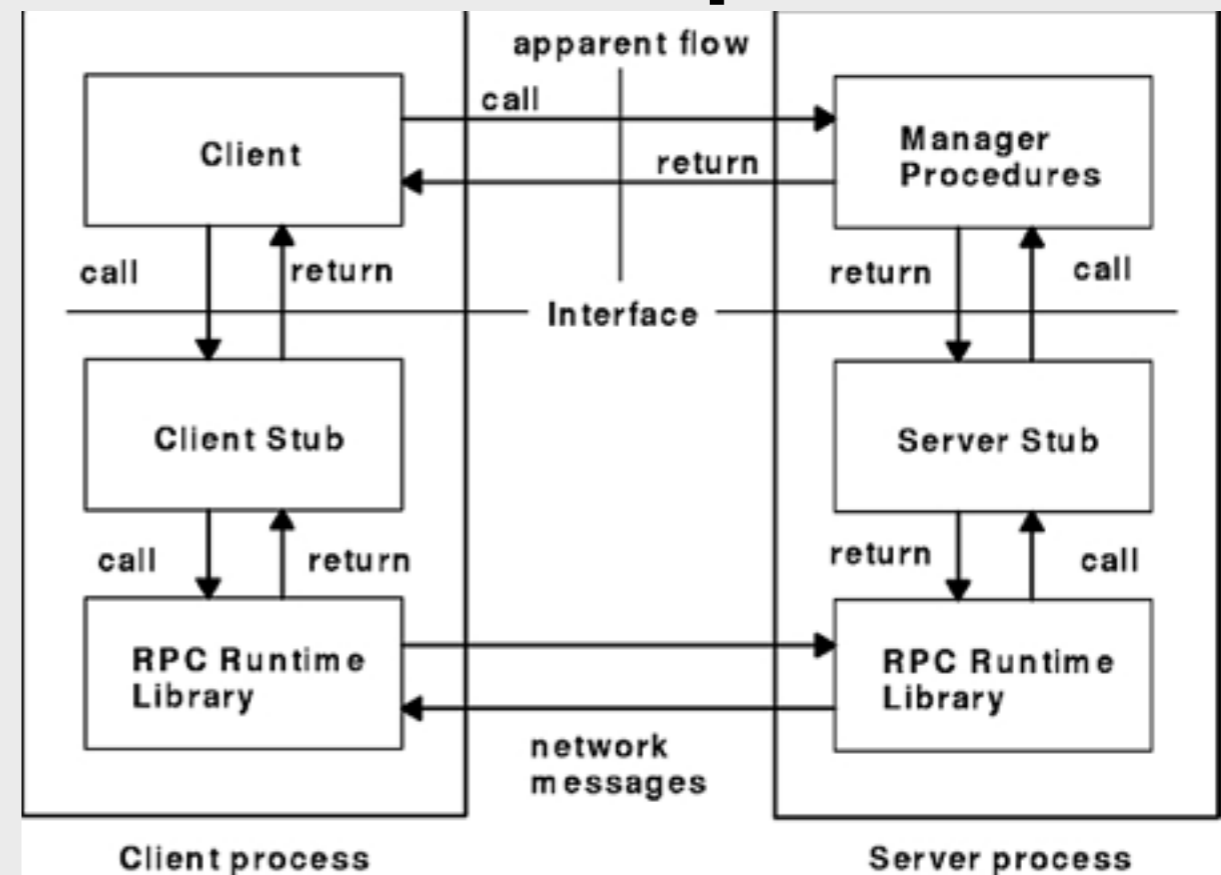 apparent flow
call
Client
Manager
Procedures
return
call
return
return
call
Interface
Client Stub
Server Stub
call
return
return
call
RPC Runtime
Library
RPC Runtime
Library
network
messages
Client process
Server process